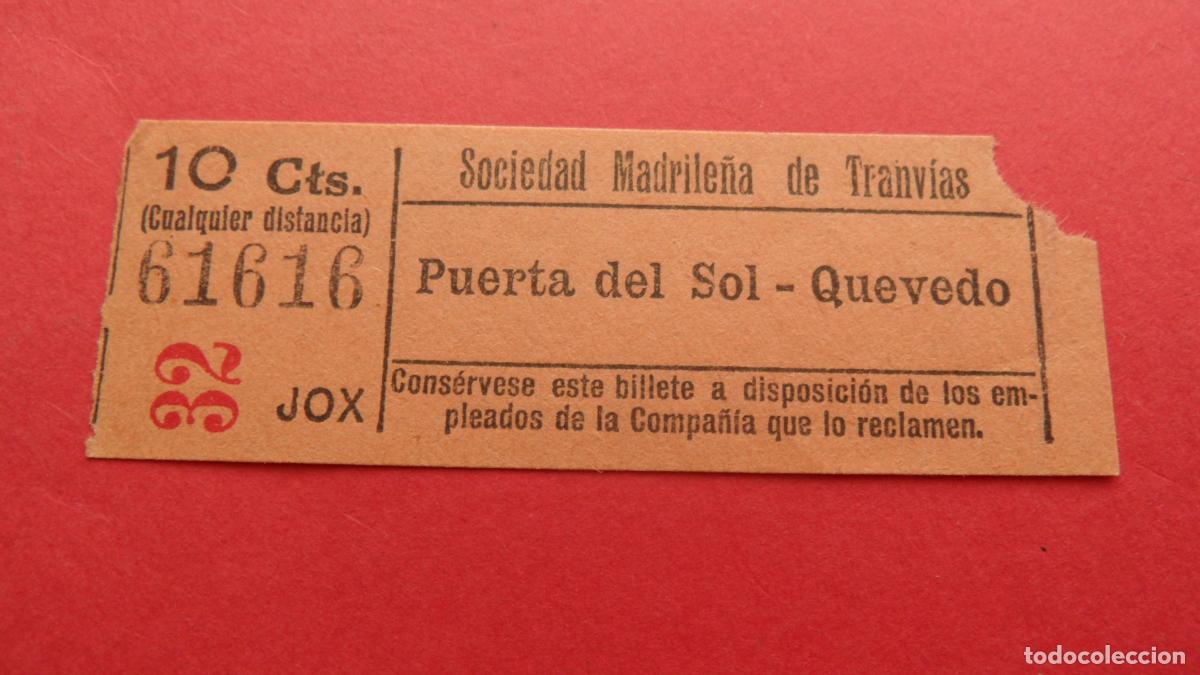 10 Cts.
(Cualquier distancia)
61616
32
JOX
Sociedad Madrileña de Tranvías
Puerta del Sol - Quevedo
Consérvese este billete a disposición de los em-
pleados de la Compañía que lo reclamen.
todocoleccion